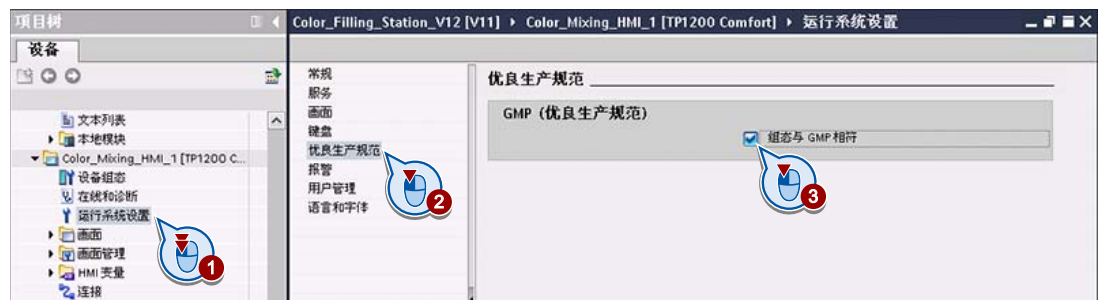 项目树
设备
文本列表
本地模块
Color_Mixing_HMI_1 [TP1200 C...
设备组态
在线和诊断
运行系统设置
画面
画面管理
HMI 变量
连接
1
Color_Filling_Station_V12 [V11] ▸ Color_Mixing_HMI_1 [TP1200 Comfort] ▸ 运行系统设置
常规
服务
画面
键盘
优良生产规范
报警
用户管理
语言和字体
2
优良生产规范
GMP (优良生产规范)
组态与 GMP 相符
3